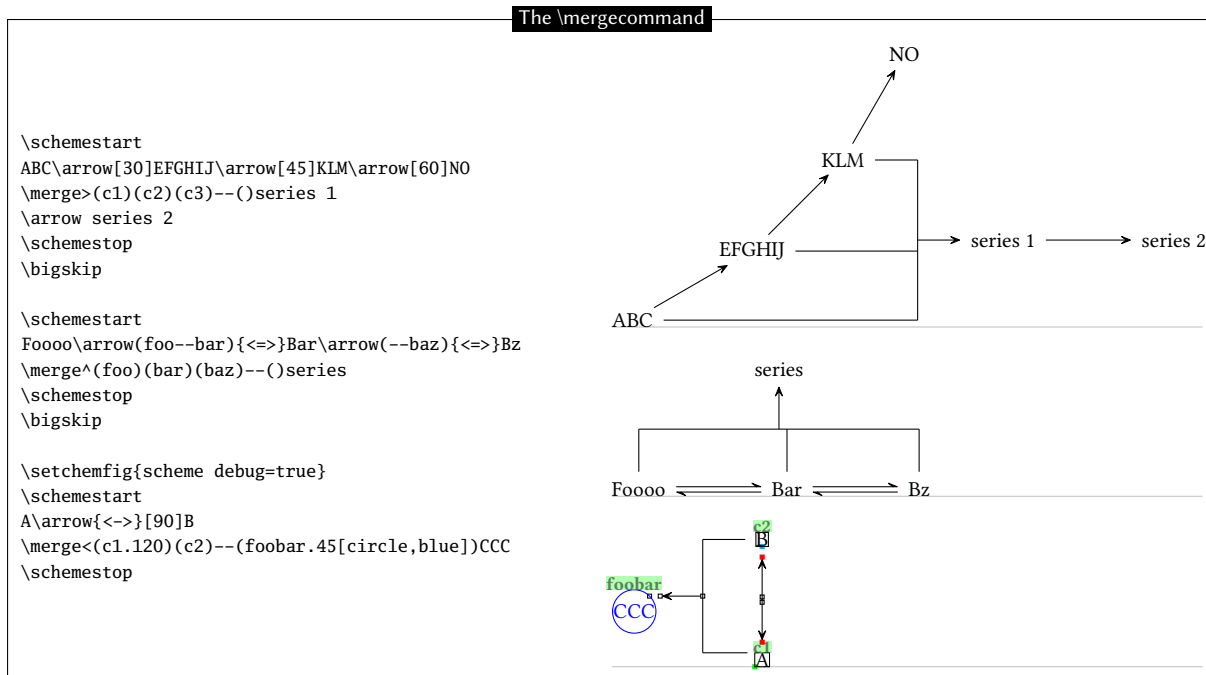 The \mergecommand
\schemestart
ABC\arrow[30]EFGHIJ\arrow[45]KLM\arrow[60]NO
\merge>(c1)(c2)(c3)--()series 1
\arrow series 2
\schemestop
\bigskip
\schemestart
Foooo\arrow(foo--bar){<=>}Bar\arrow(--baz){<=>}Bz
\merge^(foo)(bar)(baz)--()series
\schemestop
\bigskip
\setchemfig{scheme debug=true}
\schemestart
A\arrow{<->}[90]B
\merge<(c1.120)(c2)--(foobar.45[circle,blue])CCC
\schemestop
NO
KLM
EFGHIJ
series 1 series 2
ABC
series
Foooo Bar Bz
c2
B
foobar
CCC
c1
A